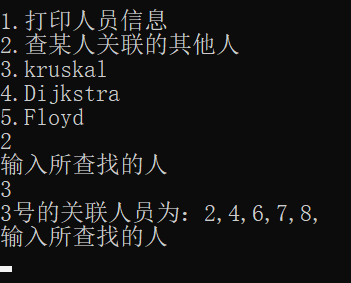 1.打印人员信息
2.查某人关联的其他人
3.kruskal
4.Dijkstra
5.Floyd
2
输入所查找的人
3
3号的关联人员为：2,4,6,7,8,
输入所查找的人